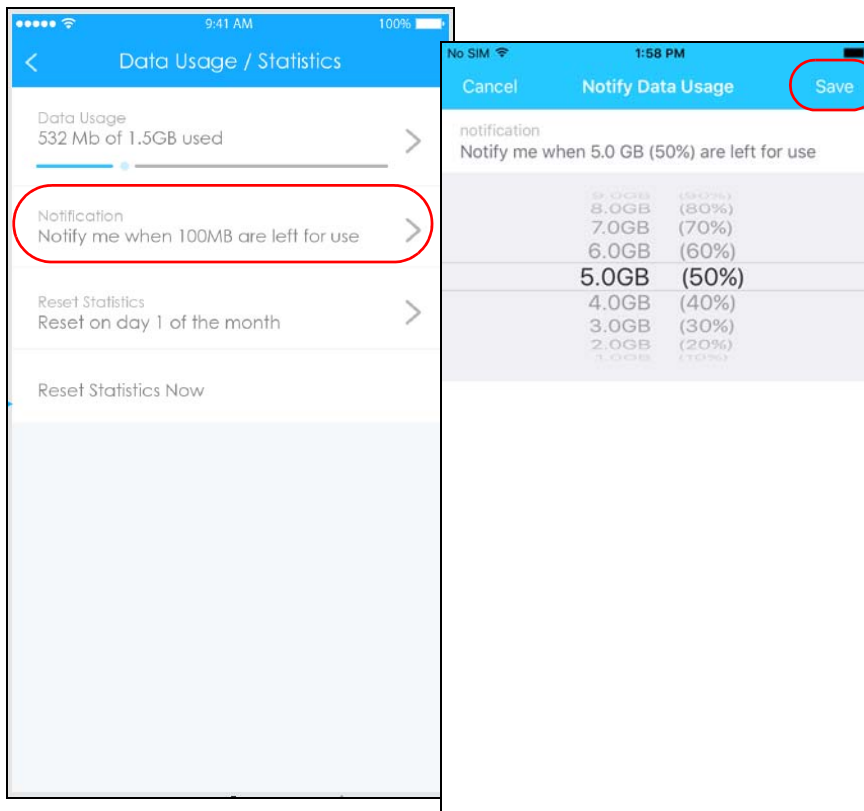 9:41 AM
100%
Data Usage / Statistics
Data Usage
532 Mb of 1.5GB used
Notification
Notify me when 100MB are left for use
Reset Statistics
Reset on day 1 of the month
Reset Statistics Now
No SIM
1:58 PM
Cancel
Notify Data Usage
Save
notification
Notify me when 5.0 GB (50%) are left for use
9.0GB (90%)
8.0GB (80%)
7.0GB (70%)
6.0GB (60%)
5.0GB (50%)
4.0GB (40%)
3.0GB (30%)
2.0GB (20%)
1.0GB (10%)